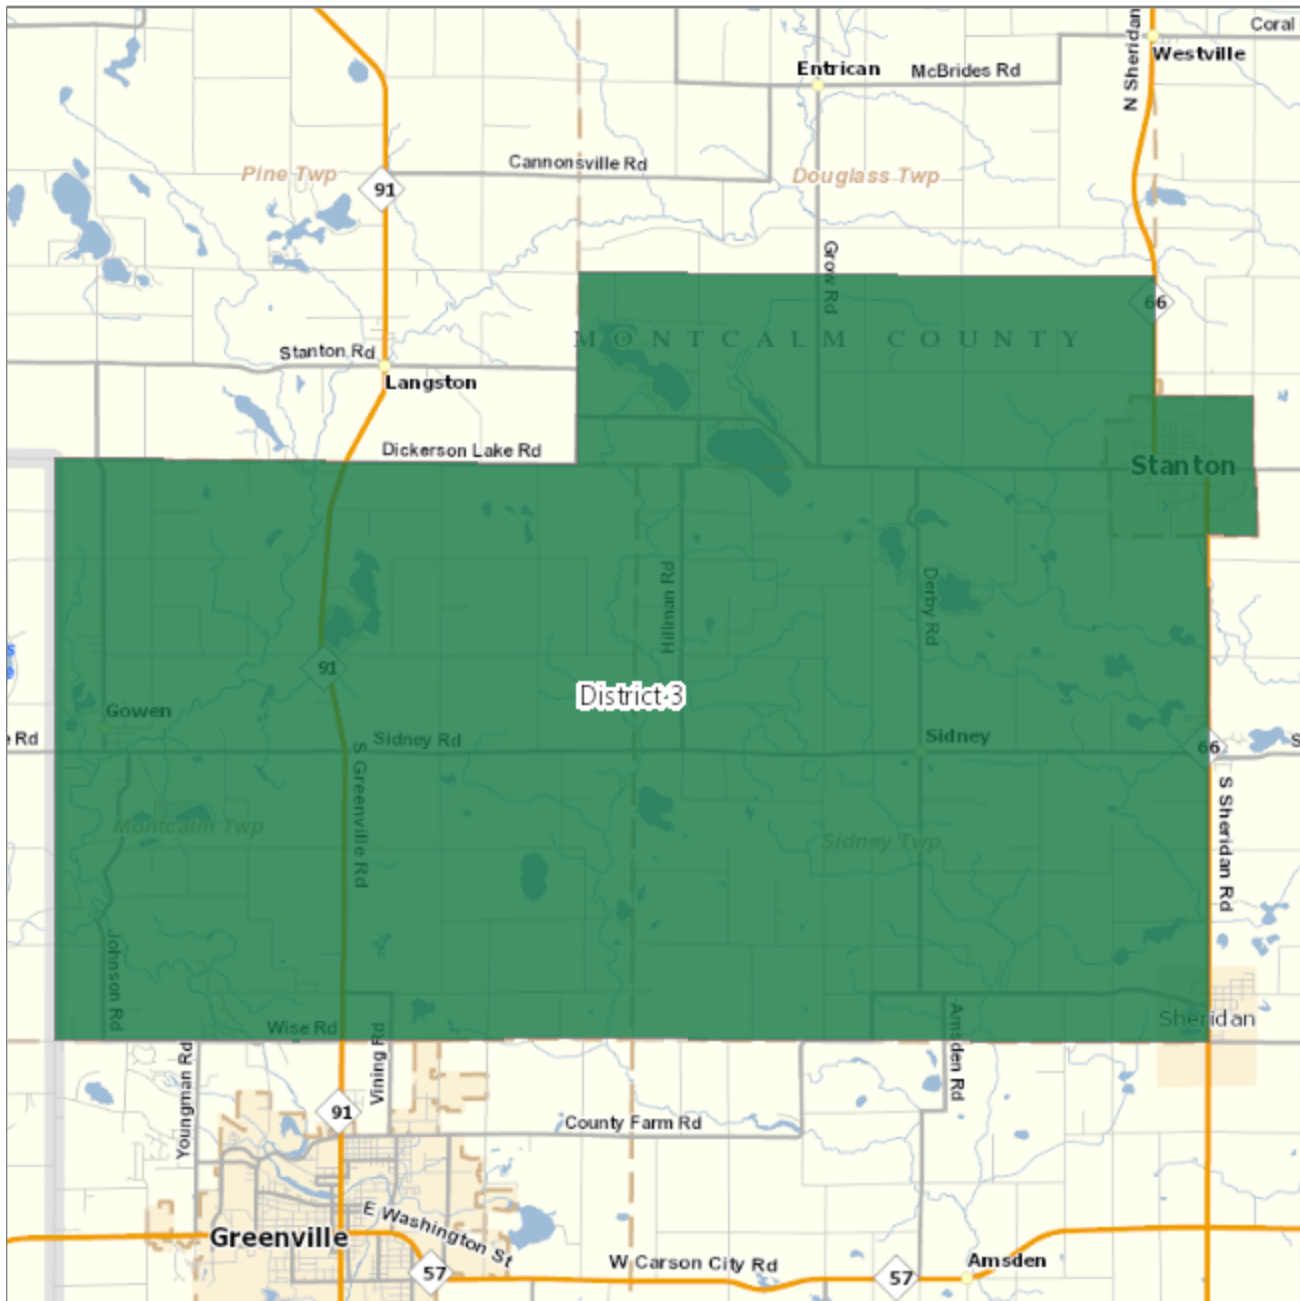 Coral
Westville
N Sheridan
Entrican
McBrides Rd
Cannonsville Rd
Pine Twp
Douglass Twp
91
Grow Rd
66
MONTCALM COUNTY
Stanton Rd
Langston
Dickerson Lake Rd
Stanton
Hillman Rd
Derby Rd
91
District 3
Gowen
Rd
Sidney Rd
Sidney
66
S
S Greenville Rd
S Sheridan Rd
Montcalm Twp
Sidney Twp
Johnson Rd
Wise Rd
Vining Rd
Amsden Rd
Sheridan
Youngman Rd
91
County Farm Rd
E Washington St
Greenville
57
W Carson City Rd
57
Amsden